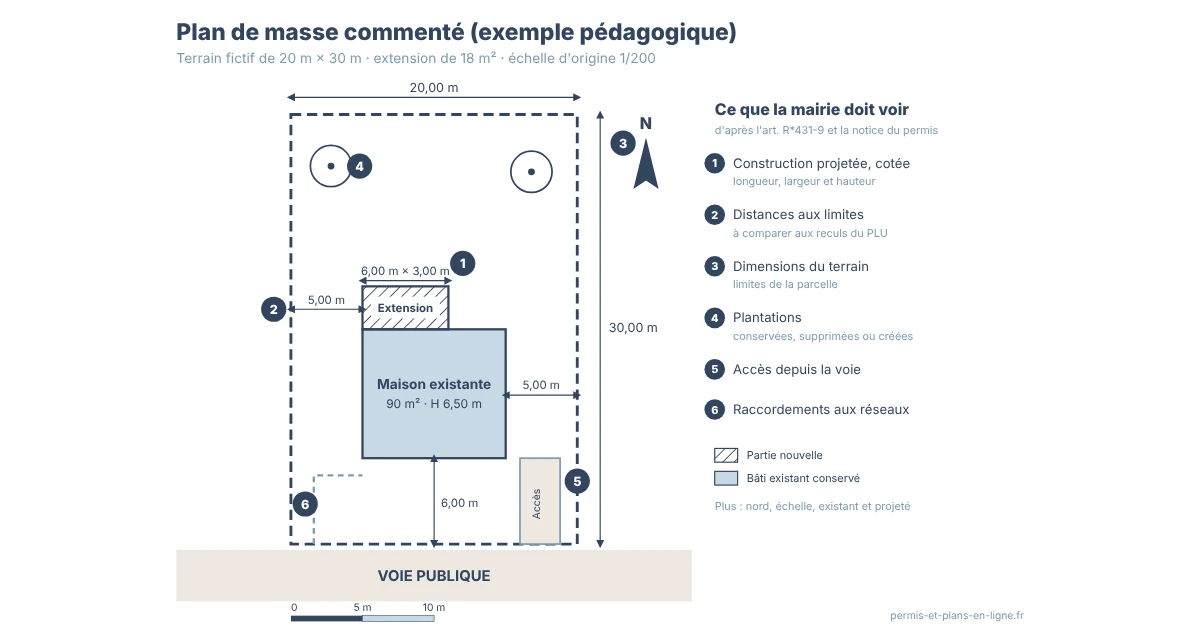 Plan de masse commenté (exemple pédagogique)
Terrain fictif de 20 m × 30 m · extension de 18 m² · échelle d'origine 1/200
20,00 m
N
3
4
6,00 m × 3,00 m
1
2
5,00 m
Extension
30,00 m
Maison existante
90 m² · H 6,50 m
5,00 m
5
6
6,00 m
Accès
VOIE PUBLIQUE
0 5 m 10 m
Ce que la mairie doit voir
d'après l'art. R*431-9 et la notice du permis
1 Construction projetée, cotée
longueur, largeur et hauteur
2 Distances aux limites
à comparer aux reculs du PLU
3 Dimensions du terrain
limites de la parcelle
4 Plantations
conservées, supprimées ou créées
5 Accès depuis la voie
6 Raccordements aux réseaux
Partie nouvelle
Bâti existant conservé
Plus : nord, échelle, existant et projeté
permis-et-plans-en-ligne.fr